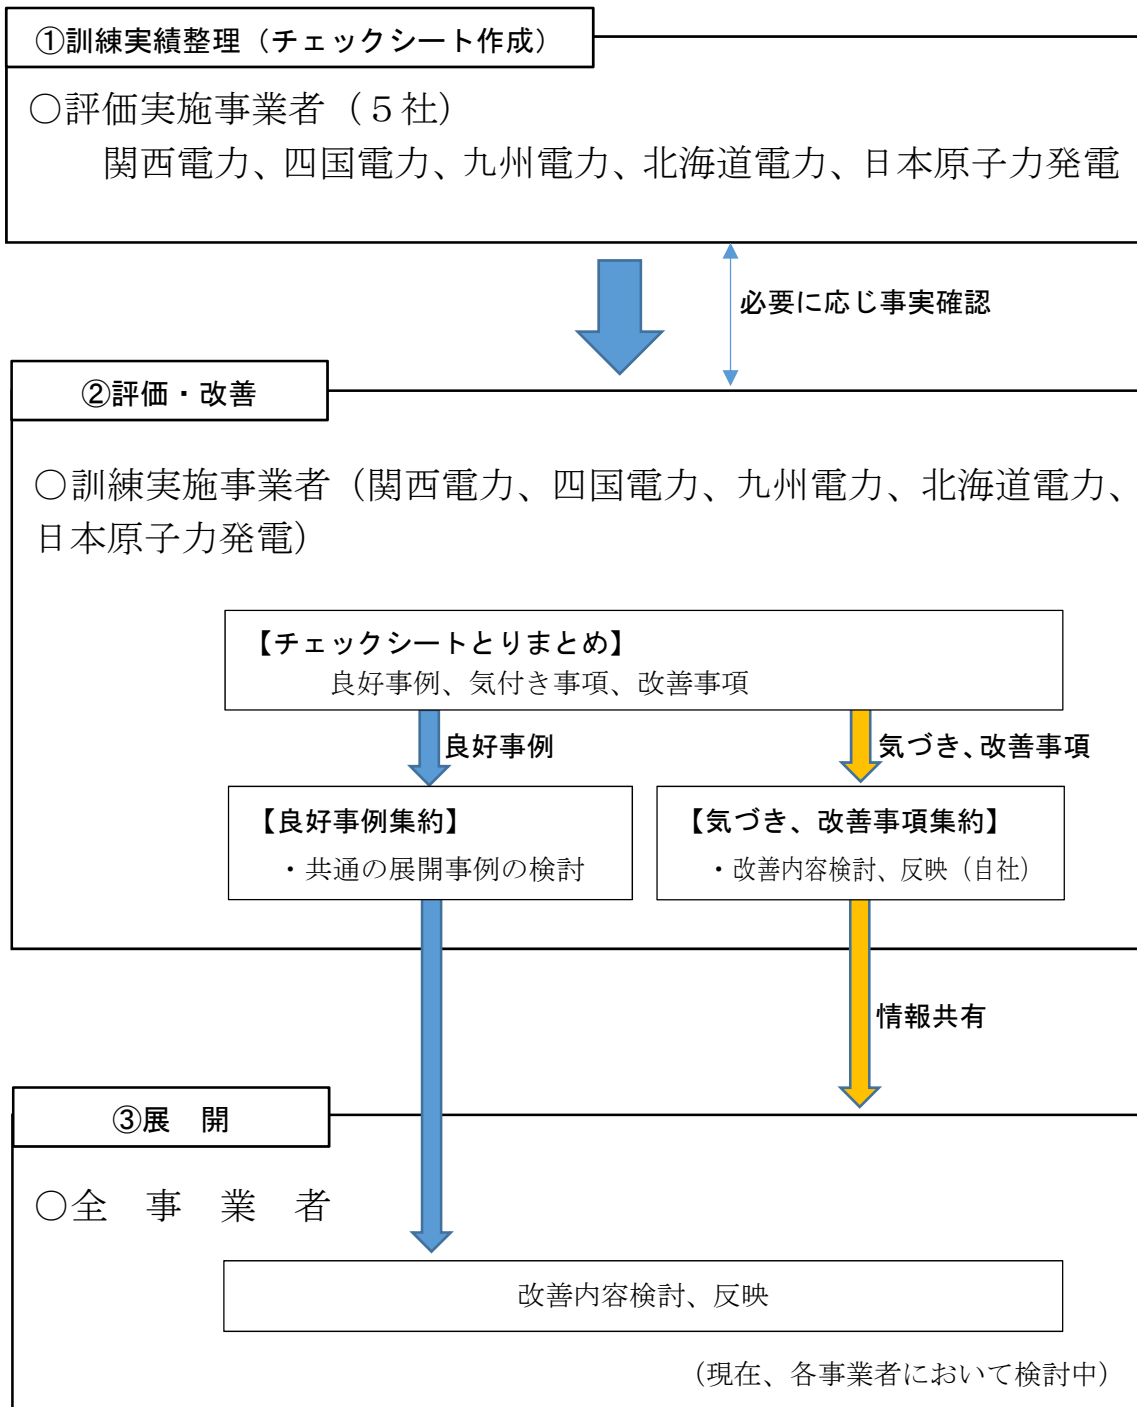 ①訓練実績整理（チェックシート作成）
○評価実施事業者（５社）
関西電力、四国電力、九州電力、北海道電力、日本原子力発電
必要に応じ事実確認
②評価・改善
○訓練実施事業者（関西電力、四国電力、九州電力、北海道電力、
日本原子力発電）
【チェックシートとりまとめ】
良好事例、気付き事項、改善事項
良好事例
気づき、改善事項
【良好事例集約】
・共通の展開事例の検討
【気づき、改善事項集約】
・改善内容検討、反映（自社）
情報共有
③展　開
○全　事　業　者
改善内容検討、反映
（現在、各事業者において検討中）